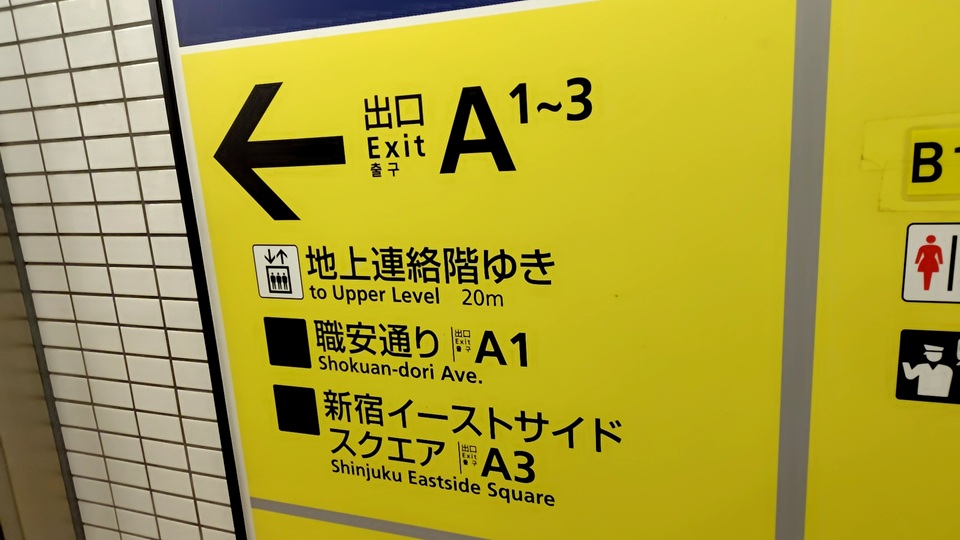 出口
Exit
출구
A1~3
地上連絡階ゆき
to Upper Level 20m
職安通り 出口 Exit 출구 A1
Shokuan-dori Ave.
新宿イーストサイド
スクエア 出口 Exit 출구 A3
Shinjuku Eastside Square
B1